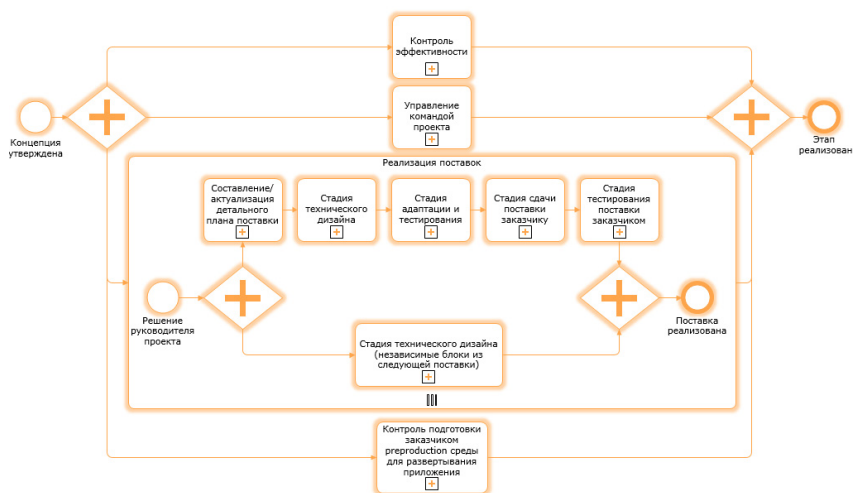 Контроль
эффективности
Управление
командой
проекта
Концепция
утверждена
Этап
реализован
Реализация поставок
Составление/
актуализация
детального
плана поставки
Стадия
технического
дизайна
Стадия
адаптации и
тестирования
Стадия сдачи
поставки
заказчику
Стадия
тестирования
поставки
заказчиком
Решение
руководителя
проекта
Поставка
реализована
Стадия технического дизайна
(независимые блоки из
следующей поставки)
Контроль подготовки
заказчиком
preproduction среды
для развертывания
приложения